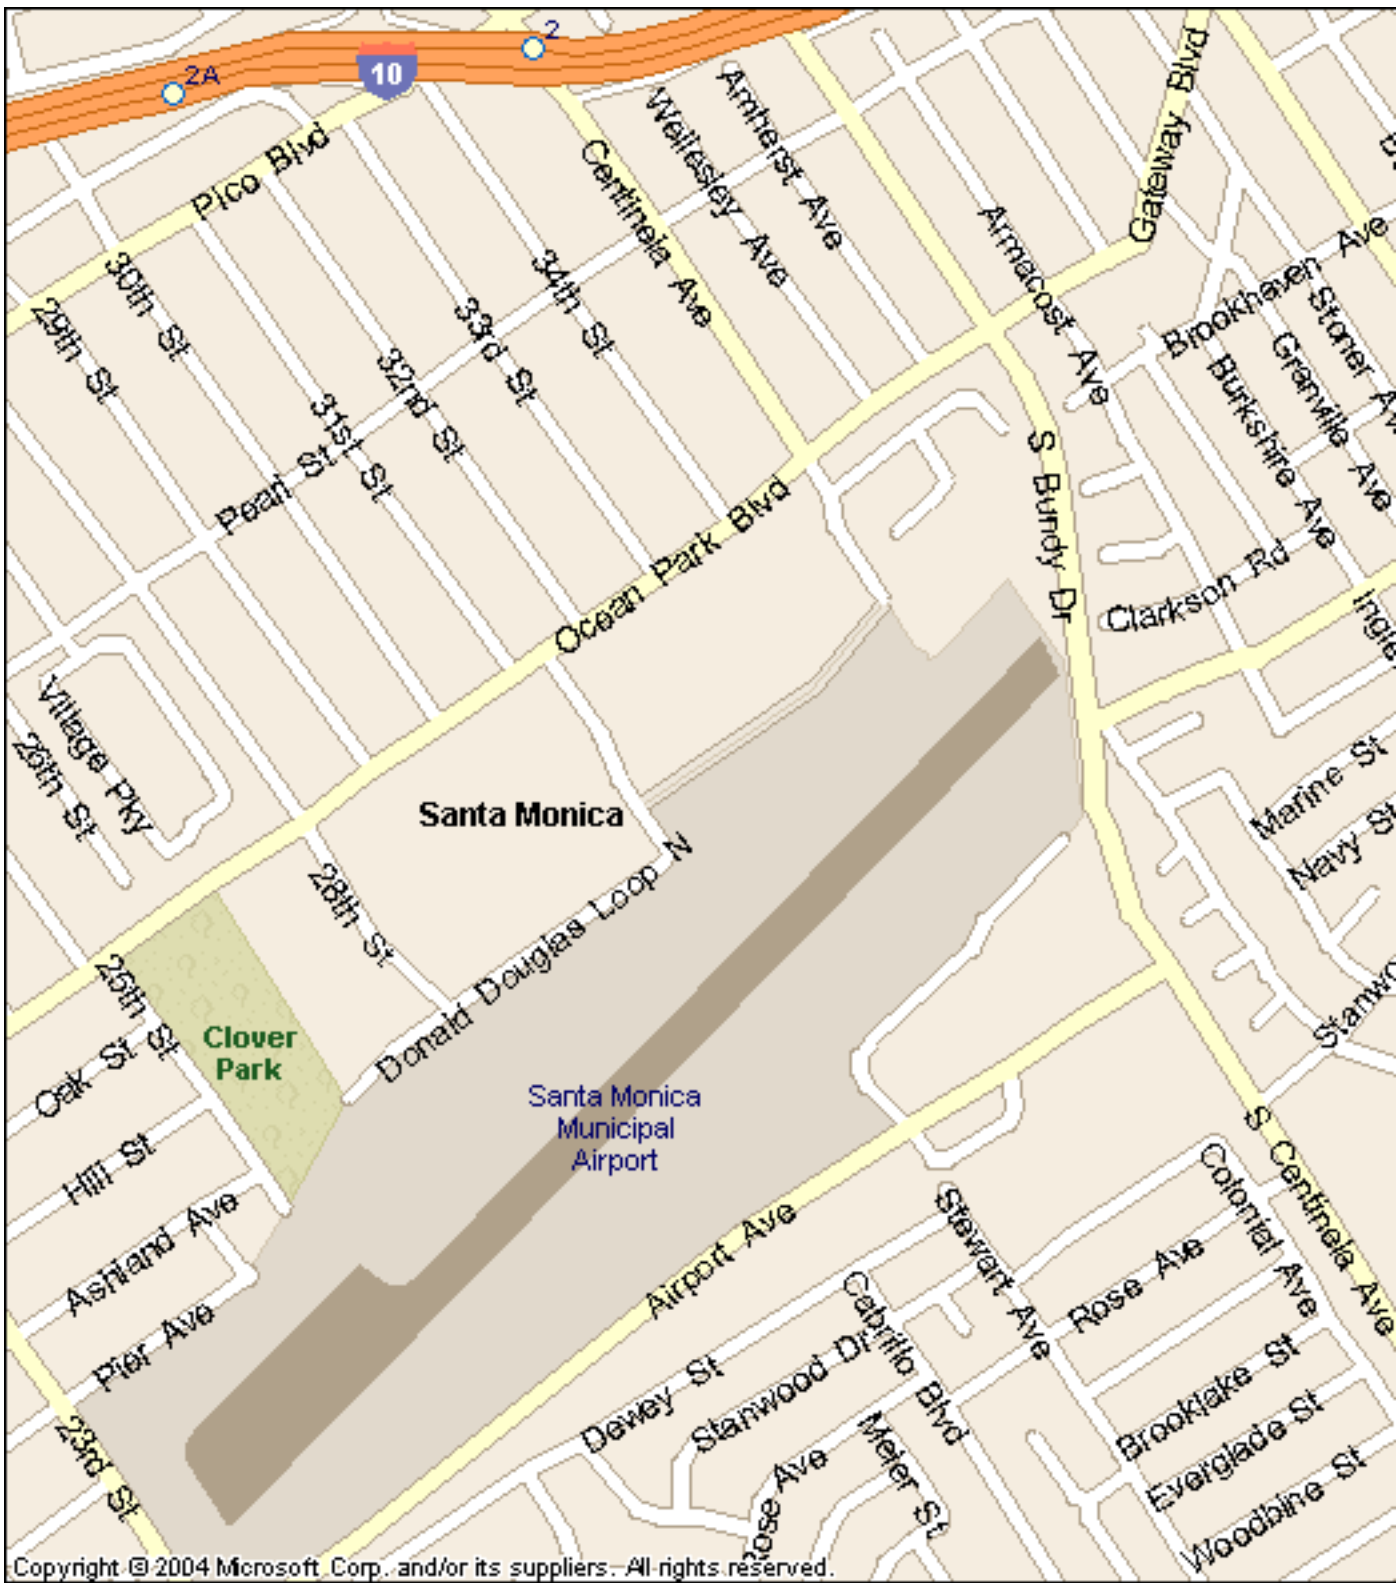 2
2A
10
Pico Blvd
Centinela Ave
Wellesley Ave
Amherst Ave
Gateway Blvd
Armacost Ave
Brookhaven Ave
Stoner Av
Granville Ave
Burkshire Ave
29th St
30th St
31st St
32nd St
33rd St
34th St
Pearl St
Ocean Park Blvd
S Bundy Dr
Clarkson Rd
Ingle
Village Pky
26th St
Santa Monica
Marine St
Navy St
28th St
Donald Douglas Loop N
25th St
Clover
Park
Oak St
Hill St
Ashland Ave
Pier Ave
23rd St
Santa Monica
Municipal
Airport
Airport Ave
Stanwo
S Centinela Ave
Colonial Ave
Stewart Ave
Rose Ave
Cabrillo Blvd
Dewey St
Stanwood Dr
Meier St
Rose Ave
Brooklake St
Everglade St
Woodbine St
Copyright © 2004 Microsoft Corp. and/or its suppliers. All rights reserved.